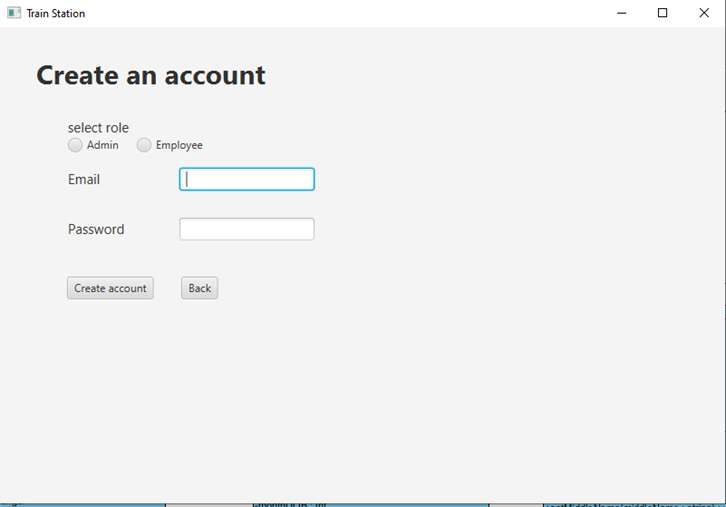 Train Station
Create an account
select role
Admin Employee
Email
Password
Create account Back